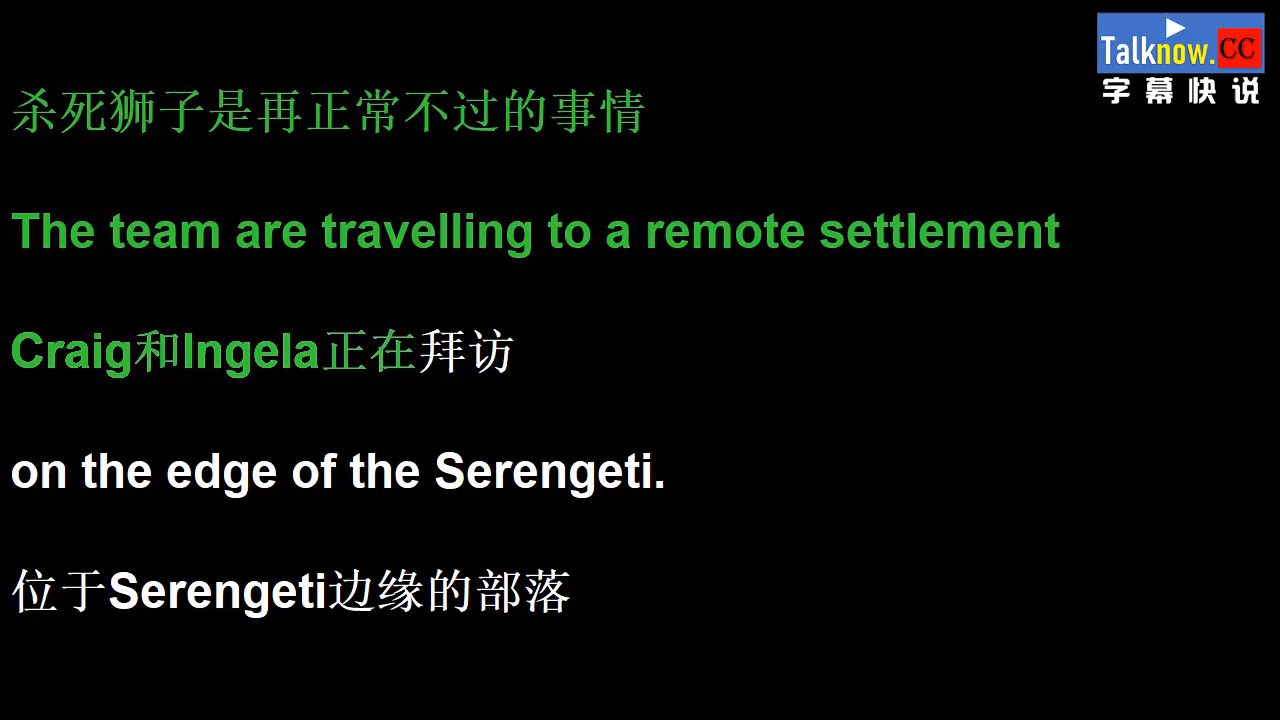 Talknow.CC
字幕快说
杀死狮子是再正常不过的事情
The team are travelling to a remote settlement
Craig和Ingela正在拜访
on the edge of the Serengeti.
位于Serengeti边缘的部落